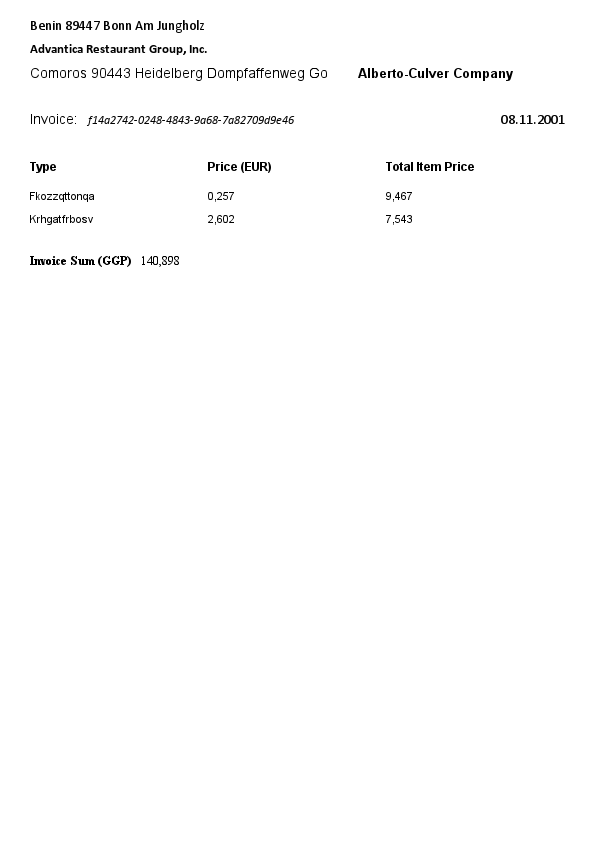 Benin 89447 Bonn Am Jungholz
Advantica Restaurant Group, Inc.
Comoros 90443 Heidelberg Dompfaffenweg Go Alberto-Culver Company
Invoice: f14a2742-0248-4843-9a68-7a82709d9e46 08.11.2001
Type Price (EUR) Total Item Price
Fkozzqttonqa 0,257 9,467
Krhgatfrbosv 2,602 7,543
Invoice Sum (GGP) 140,898